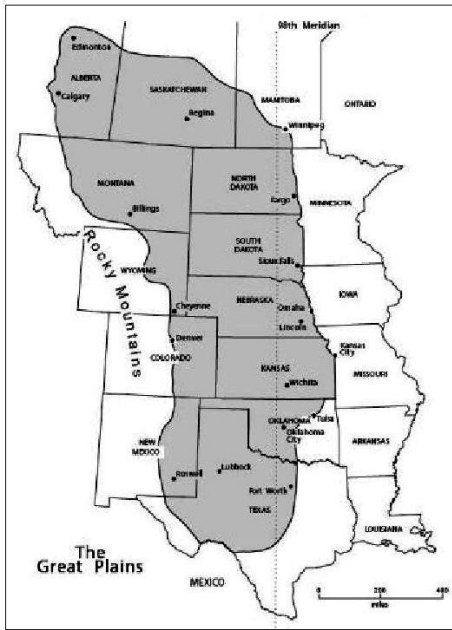 98th Meridian
Edmonton
ALBERTA
SASKATCHEWAN
Calgary
Regina
MANITOBA
ONTARIO
Winnipeg
MONTANA
NORTH
DAKOTA
Fargo
MINNESOTA
Billings
SOUTH
DAKOTA
Sioux Falls
Rocky Mountains
WYOMING
IOWA
NEBRASKA
Omaha
Lincoln
Cheyenne
Denver
COLORADO
Kansas
City
KANSAS
MISSOURI
Wichita
OKLAHOMA
Tulsa
Oklahoma
City
ARKANSAS
NEW
MEXICO
Roswell
Lubbock
Fort Worth
TEXAS
LOUISIANA
The
Great Plains
MEXICO
0 200 400
miles